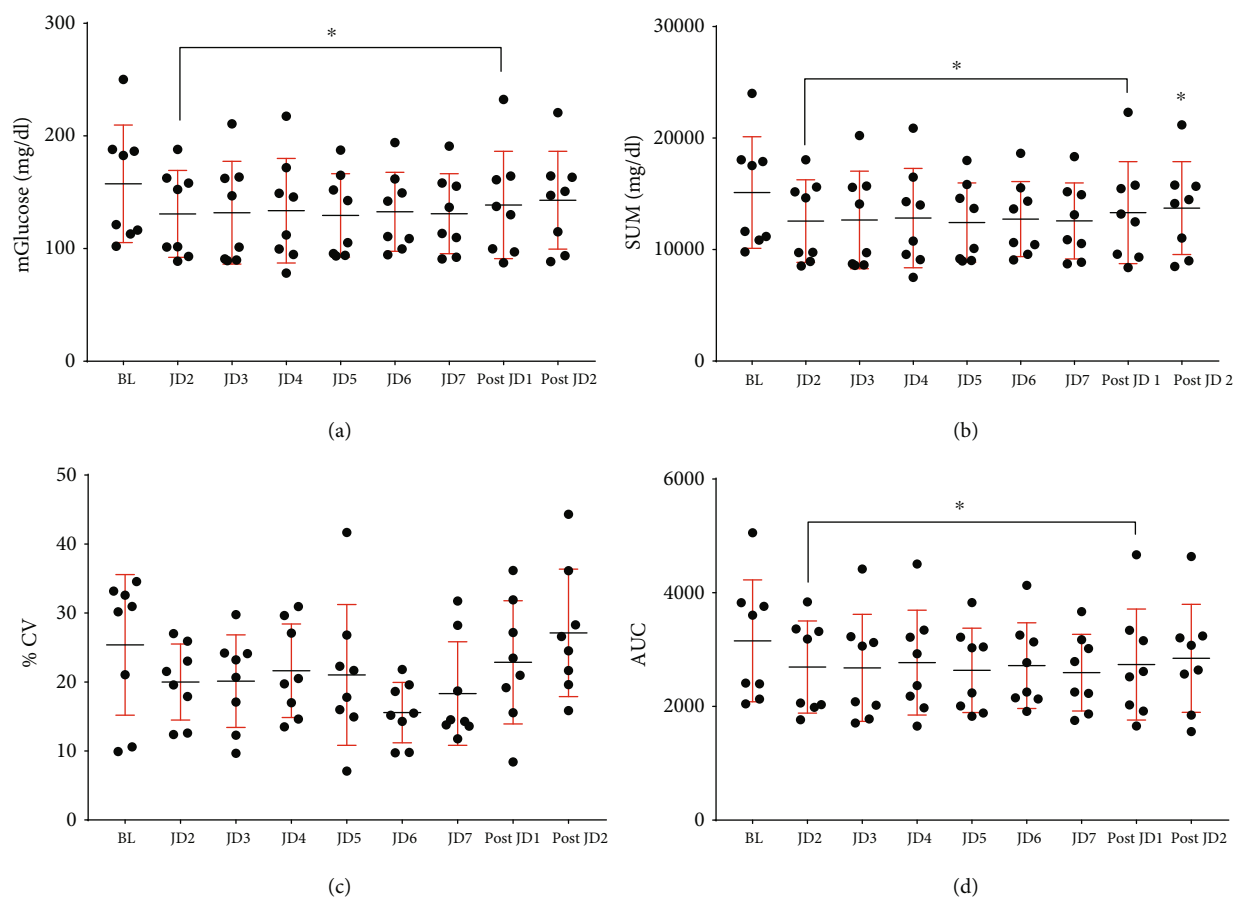 300
200
100
0
mGlucose (mg/dl)
*
BL JD2 JD3 JD4 JD5 JD6 JD7 Post JD1 Post JD2
(a)
30000
20000
10000
0
SUM (mg/dl)
*
*
BL JD2 JD3 JD4 JD5 JD6 JD7 Post JD 1 Post JD 2
(b)
50
40
30
20
10
0
% CV
BL JD2 JD3 JD4 JD5 JD6 JD7 Post JD1 Post JD2
(c)
6000
4000
2000
0
AUC
*
BL JD2 JD3 JD4 JD5 JD6 JD7 Post JD1 Post JD2
(d)